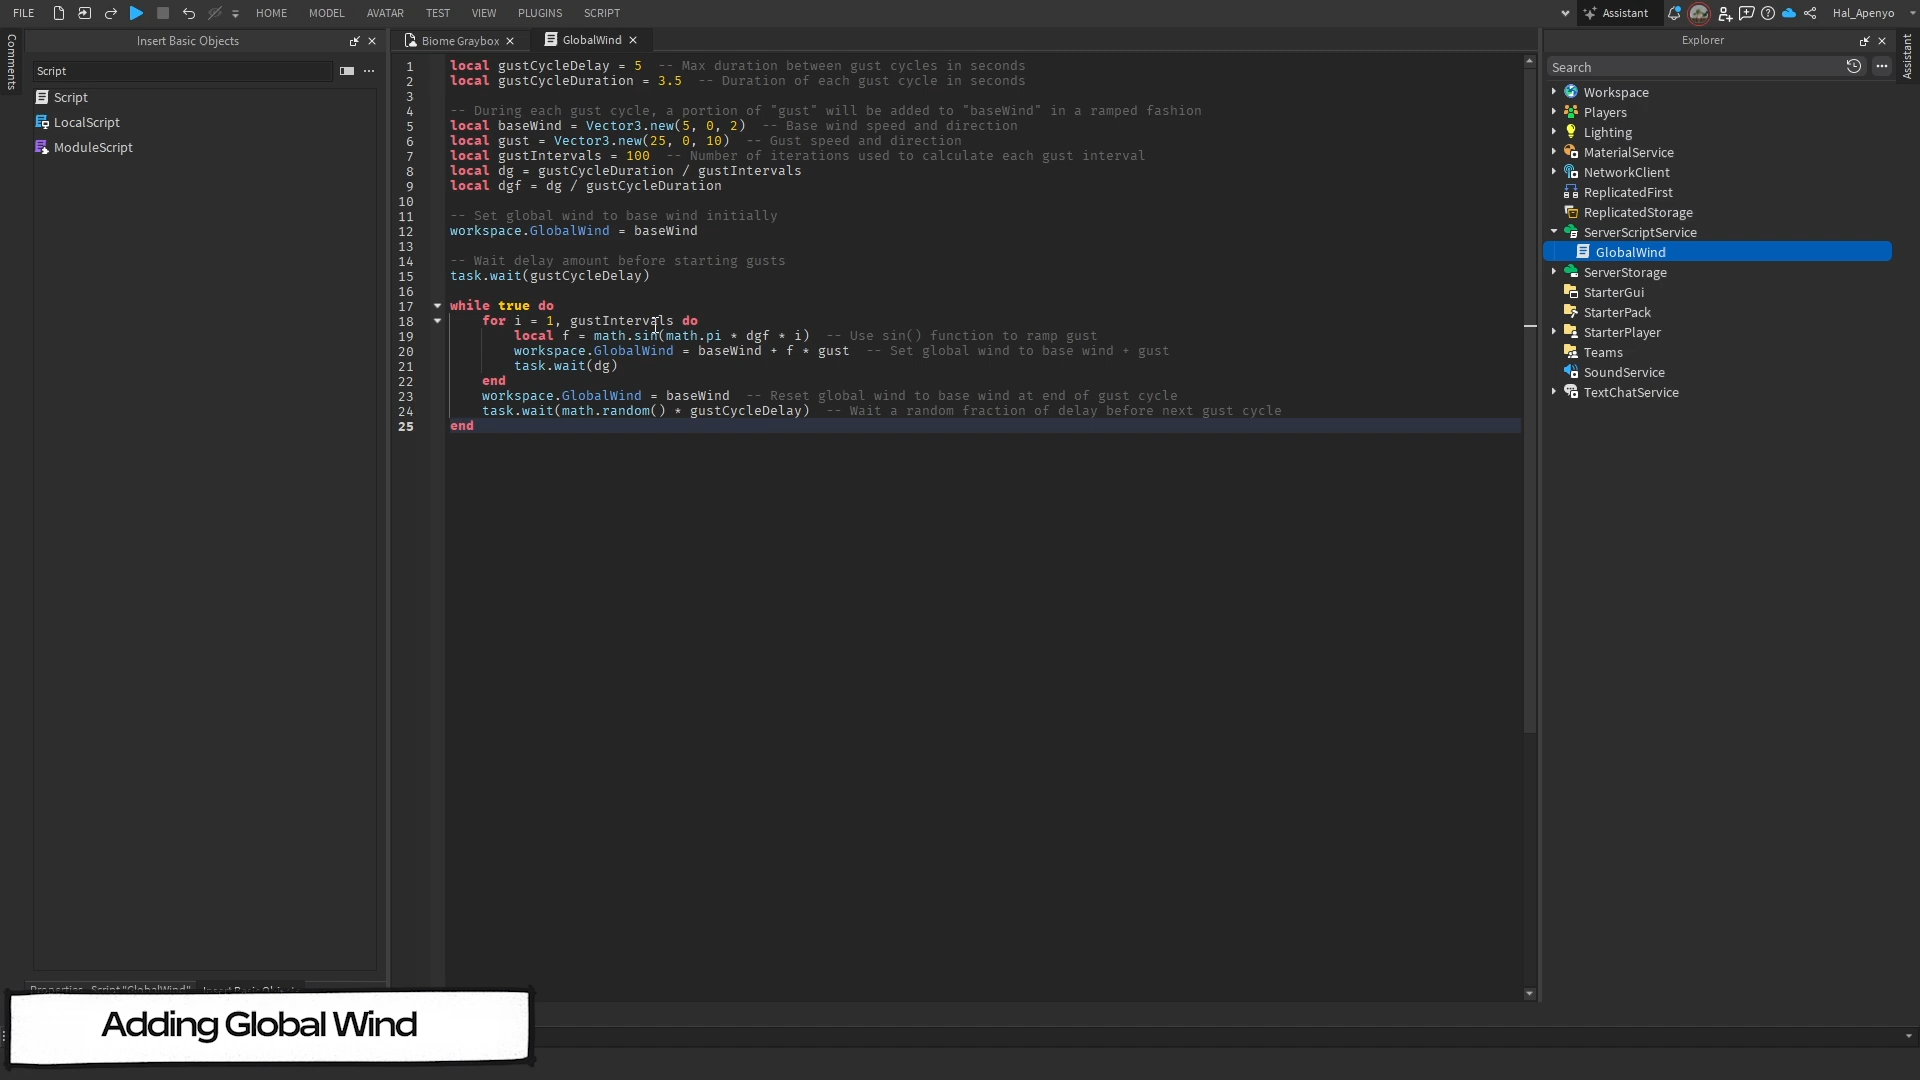 FILE HOME MODEL AVATAR TEST VIEW PLUGINS SCRIPT Assistant Hal_Apenyo
Comments
Insert Basic Objects
Script
Script
LocalScript
ModuleScript
Biome Graybox GlobalWind
1 local gustCycleDelay = 5  -- Max duration between gust cycles in seconds
2 local gustCycleDuration = 3.5  -- Duration of each gust cycle in seconds
3
4 -- During each gust cycle, a portion of "gust" will be added to "baseWind" in a ramped fashion
5 local baseWind = Vector3.new(5, 0, 2)  -- Base wind speed and direction
6 local gust = Vector3.new(25, 0, 10)  -- Gust speed and direction
7 local gustIntervals = 100  -- Number of iterations used to calculate each gust interval
8 local dg = gustCycleDuration / gustIntervals
9 local dgf = dg / gustCycleDuration
10
11 -- Set global wind to base wind initially
12 workspace.GlobalWind = baseWind
13
14 -- Wait delay amount before starting gusts
15 task.wait(gustCycleDelay)
16
17 while true do
18     for i = 1, gustIntervals do
19         local f = math.sin(math.pi * dgf * i)  -- Use sin() function to ramp gust
20         workspace.GlobalWind = baseWind + f * gust  -- Set global wind to base wind + gust
21         task.wait(dg)
22     end
23     workspace.GlobalWind = baseWind  -- Reset global wind to base wind at end of gust cycle
24     task.wait(math.random() * gustCycleDelay)  -- Wait a random fraction of delay before next gust cycle
25 end
Explorer
Search
Workspace
Players
Lighting
MaterialService
NetworkClient
ReplicatedFirst
ReplicatedStorage
ServerScriptService
GlobalWind
ServerStorage
StarterGui
StarterPack
StarterPlayer
Teams
SoundService
TextChatService
Assistant
Properties - Script "GlobalWind" Insert Basic Objects
Adding Global Wind